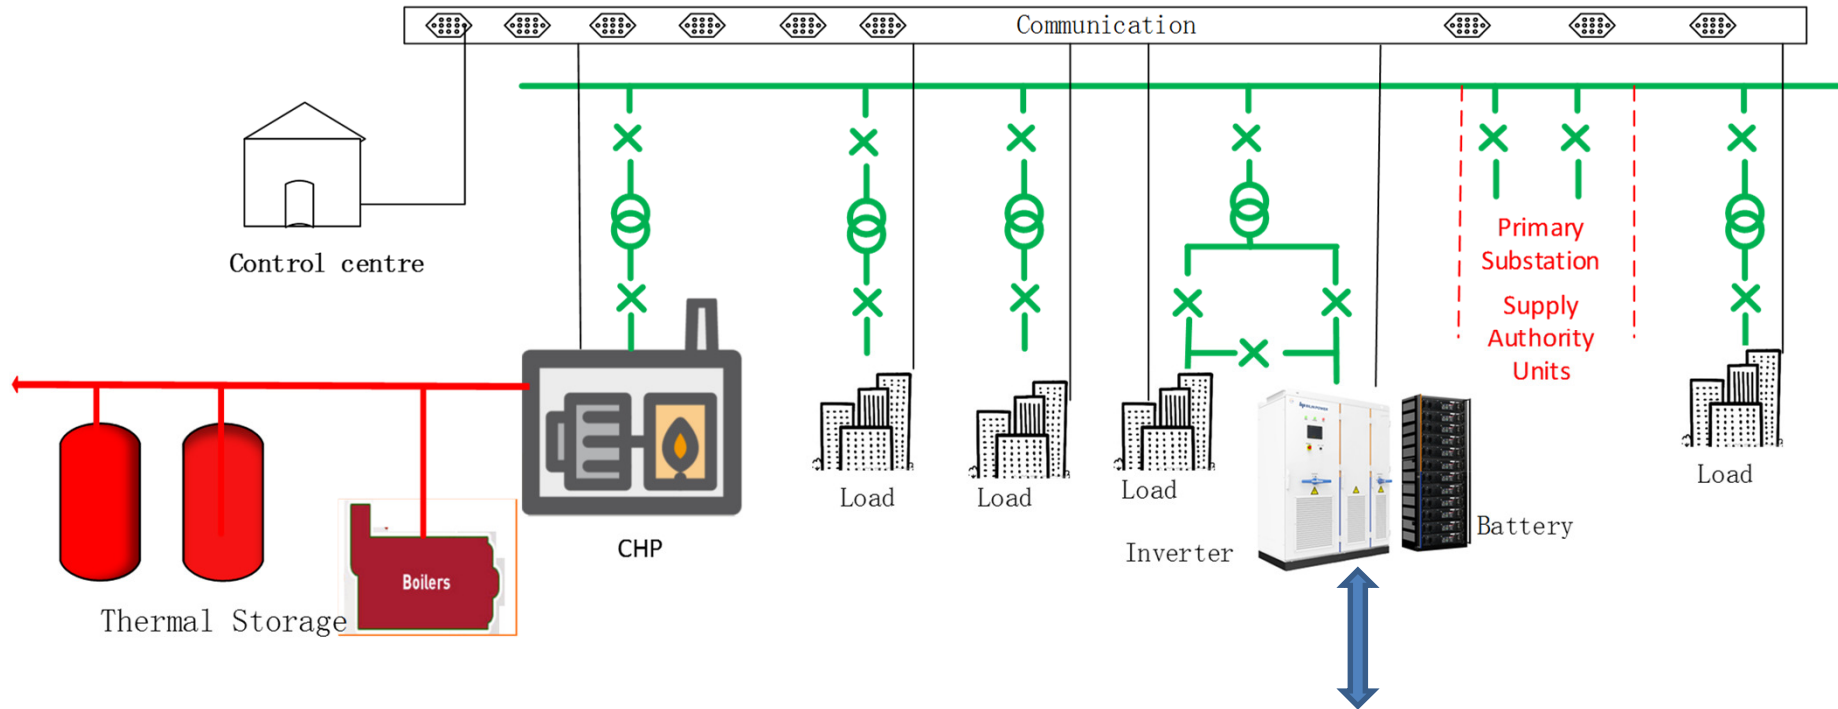 Communication
Control centre
Primary
Substation
Supply
Authority
Units
Load
Load
Load
Load
CHP
Inverter
Battery
Boilers
Thermal Storage